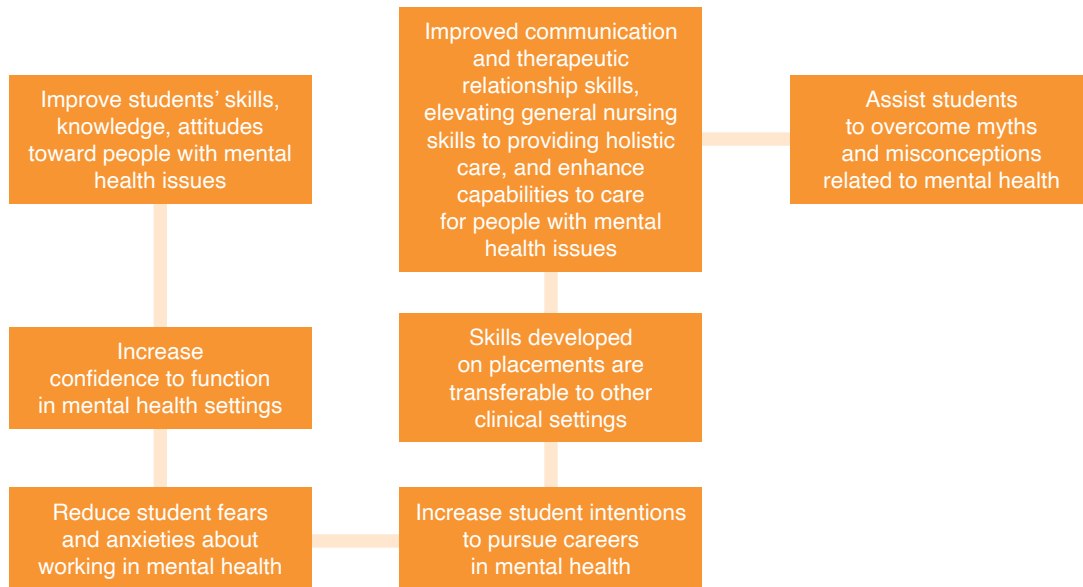 Improve students’ skills,
knowledge, attitudes
toward people with mental
health issues
Increase
confidence to function
in mental health settings
Reduce student fears
and anxieties about
working in mental health
Increase student intentions
to pursue careers
in mental health
Skills developed
on placements are
transferable to other
clinical settings
Improved communication
and therapeutic
relationship skills,
elevating general nursing
skills to providing holistic
care, and enhance
capabilities to care
for people with mental
health issues
Assist students
to overcome myths
and misconceptions
related to mental health